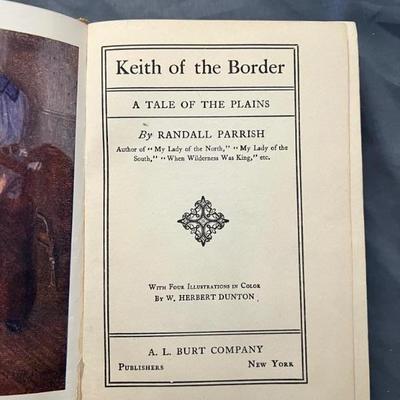 Keith of the Border
A TALE OF THE PLAINS
By RANDALL PARRISH
Author of "My Lady of the North," "My Lady of the
South," "When Wilderness Was King," etc.
With Four Illustrations in Color
By W. HERBERT DUNTON
A. L. BURT COMPANY
Publishers New York